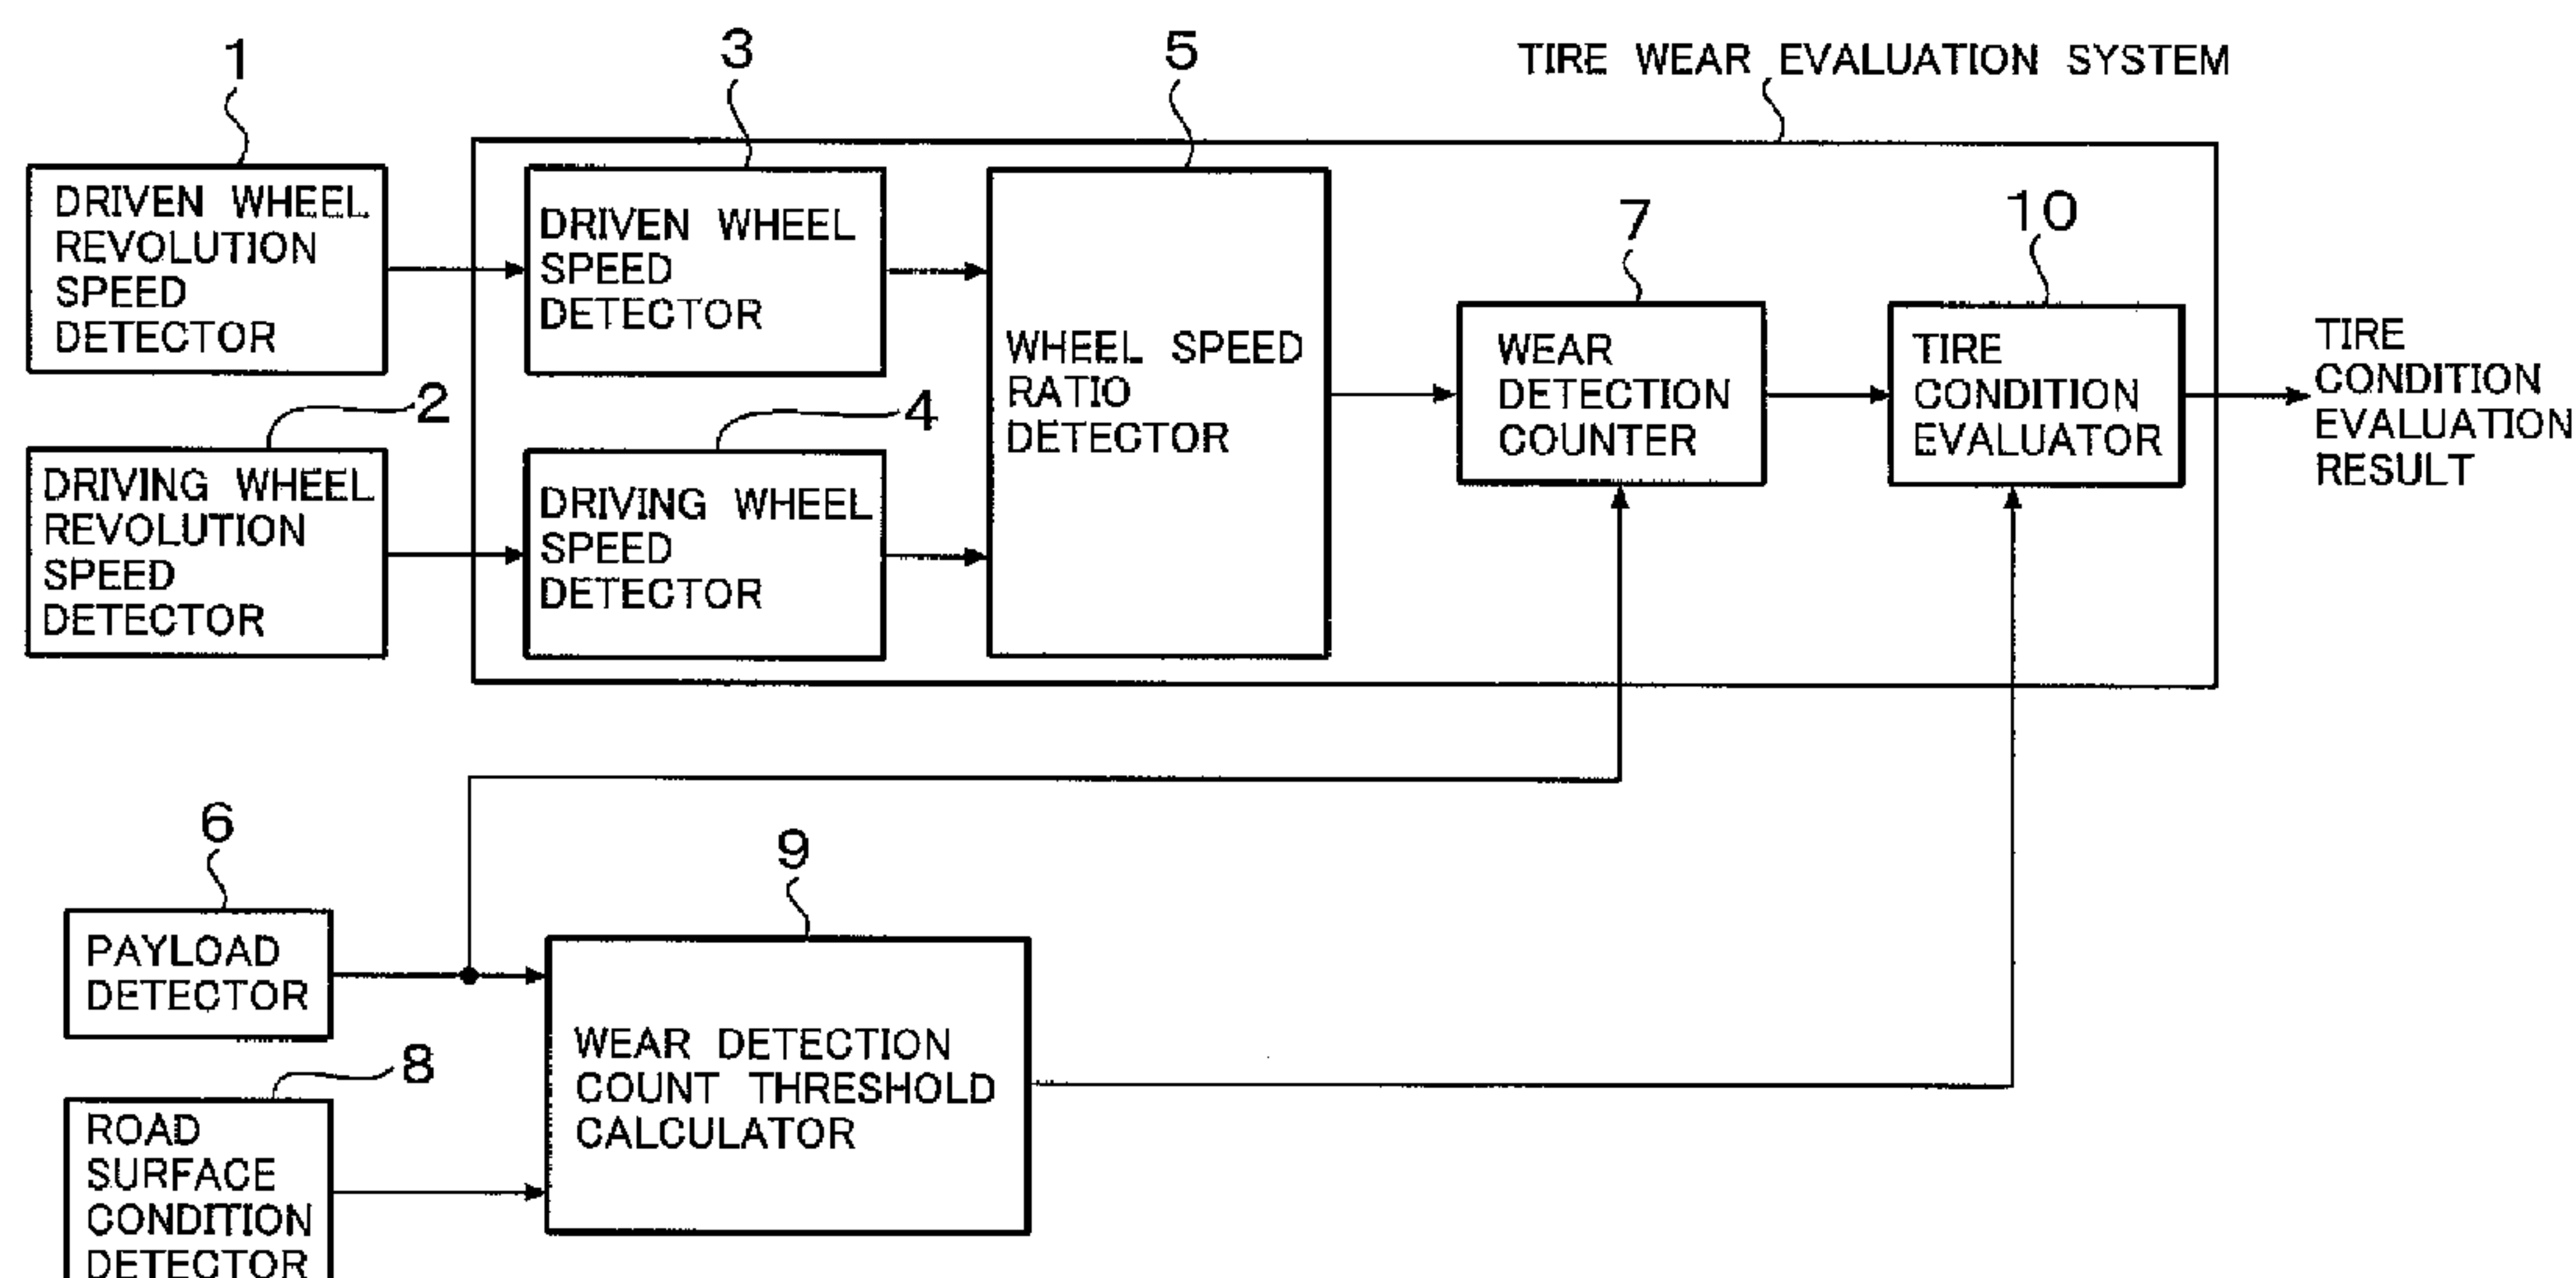 1
3
5
TIRE WEAR EVALUATION SYSTEM
DRIVEN WHEEL
REVOLUTION
SPEED
DETECTOR
DRIVEN WHEEL
SPEED
DETECTOR
WHEEL SPEED
RATIO
DETECTOR
7
WEAR
DETECTION
COUNTER
10
TIRE
CONDITION
EVALUATOR
TIRE
CONDITION
EVALUATION
RESULT
2
DRIVING WHEEL
REVOLUTION
SPEED
DETECTOR
4
DRIVING WHEEL
SPEED
DETECTOR
6
PAYLOAD
DETECTOR
9
WEAR DETECTION
COUNT THRESHOLD
CALCULATOR
8
ROAD
SURFACE
CONDITION
DETECTOR